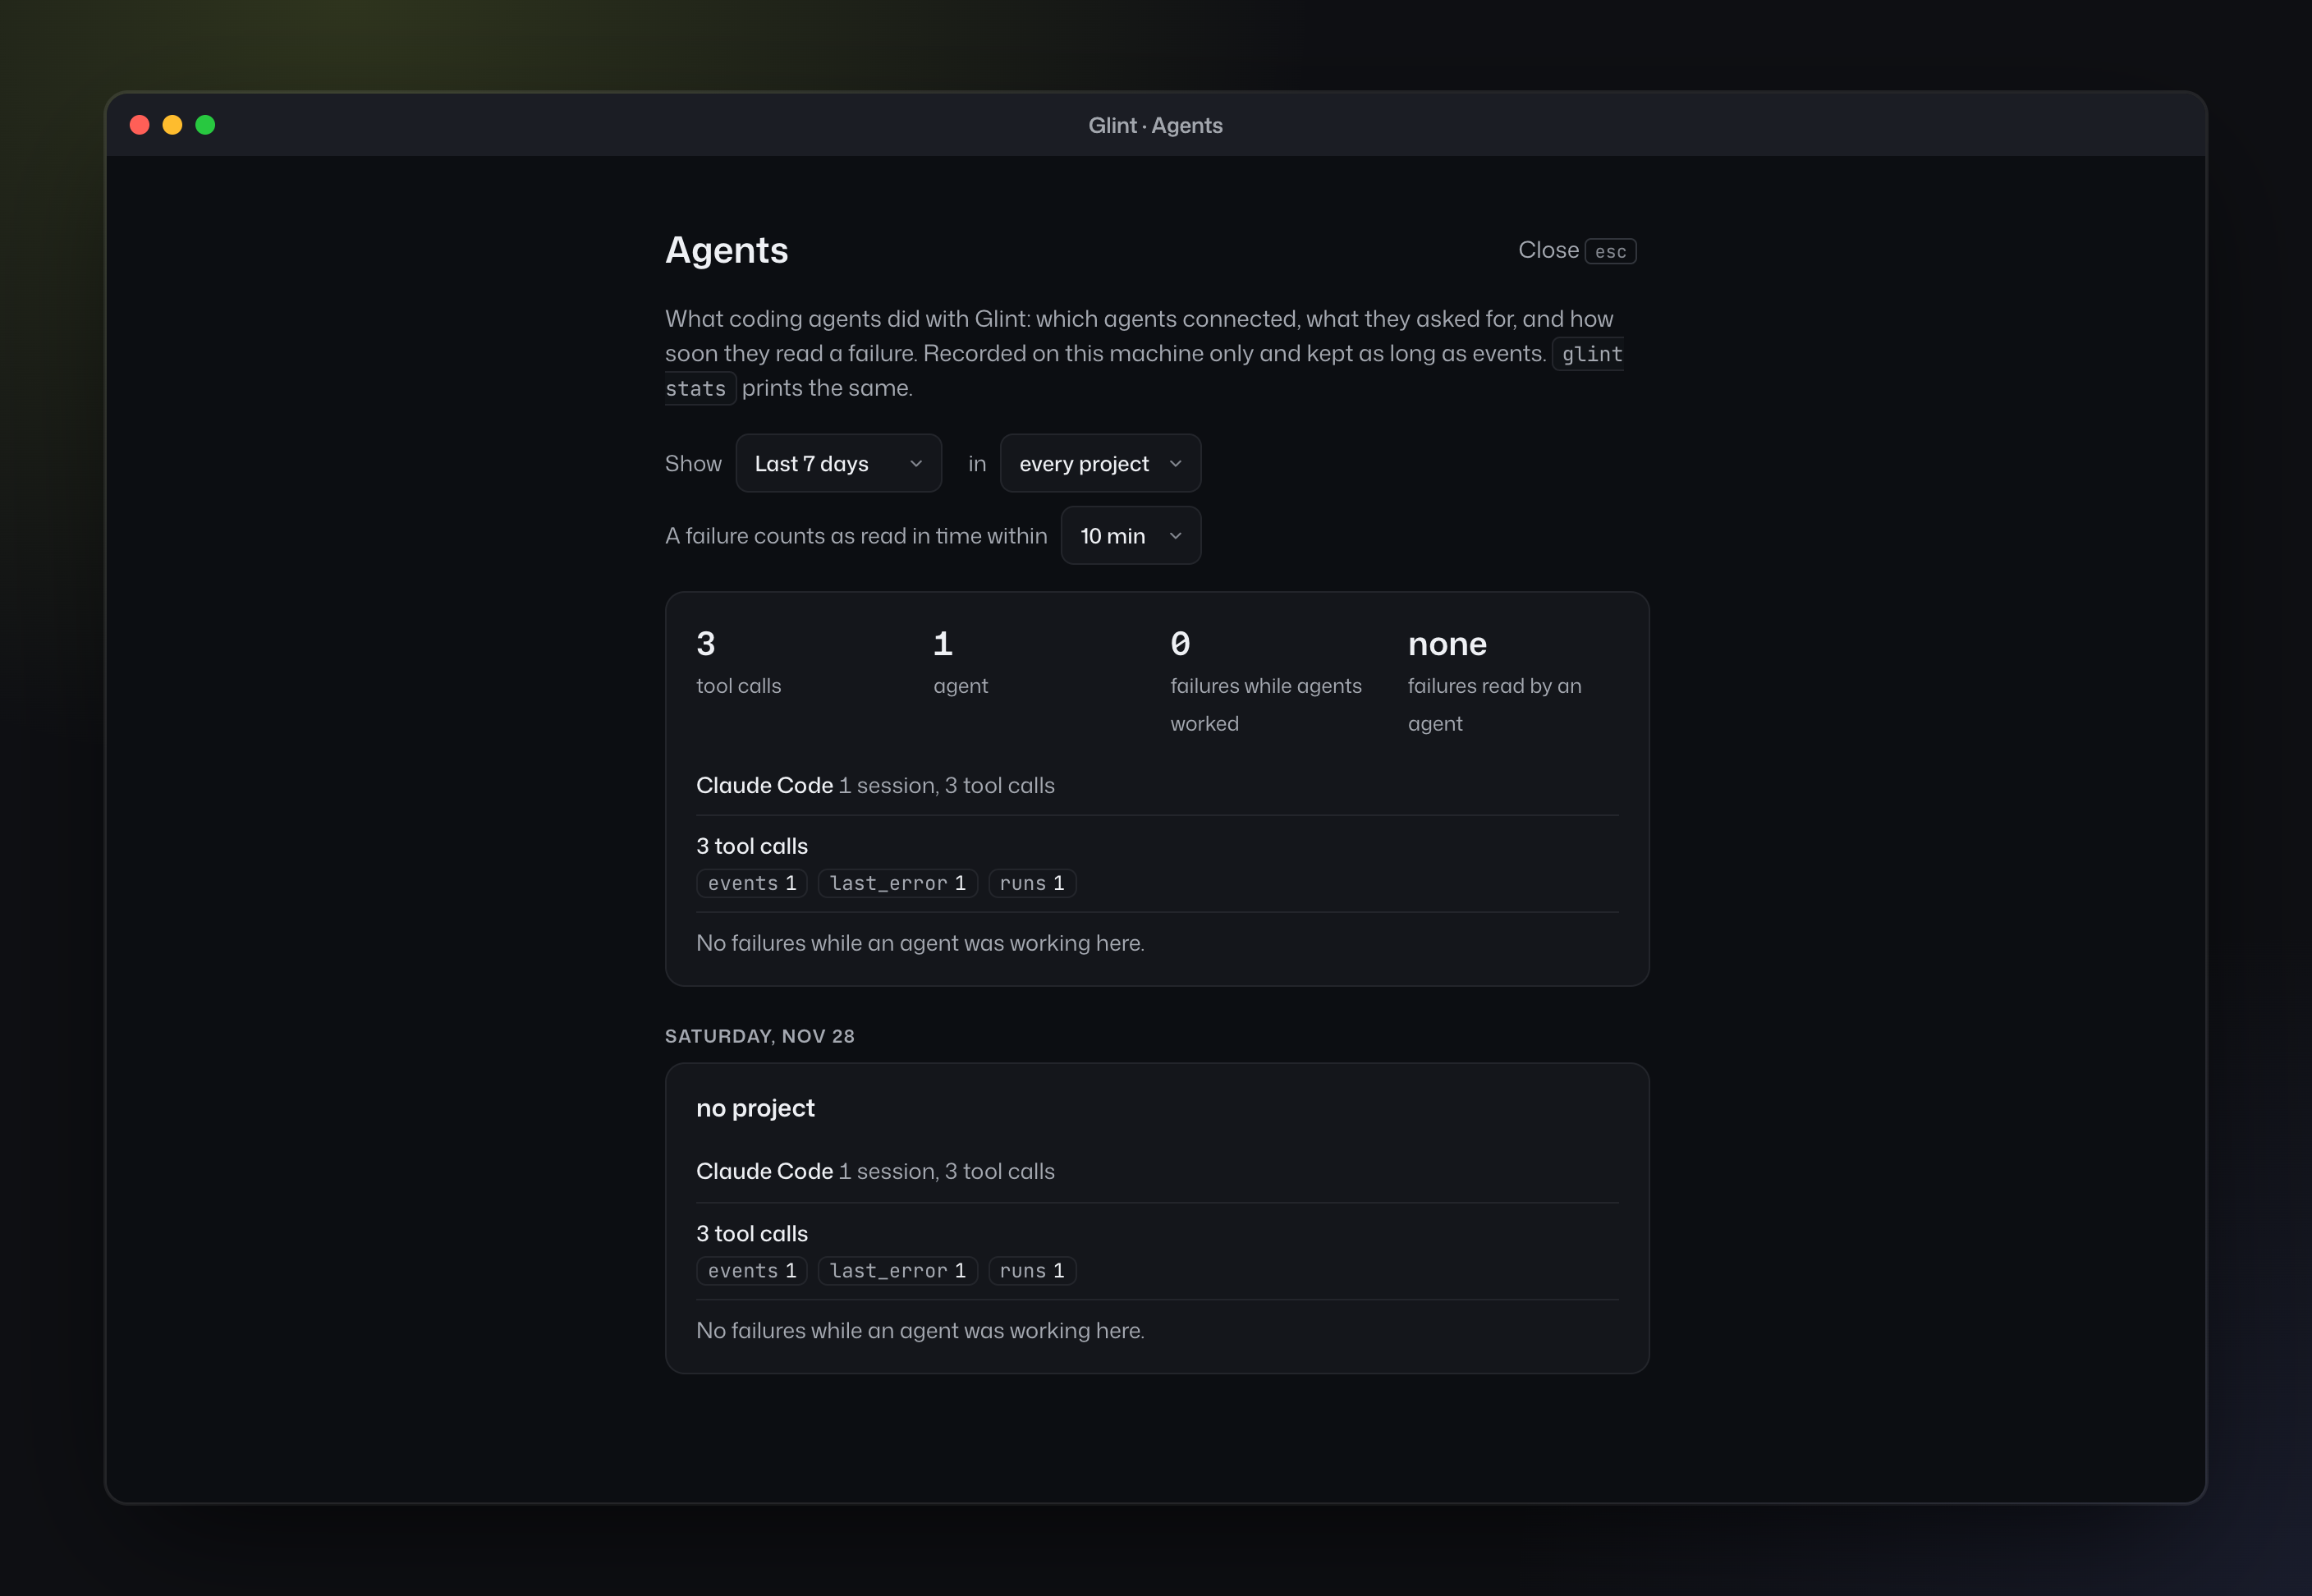 Glint · Agents
Agents
Close esc
What coding agents did with Glint: which agents connected, what they asked for, and how
soon they read a failure. Recorded on this machine only and kept as long as events. glint
stats prints the same.
Show Last 7 days in every project
A failure counts as read in time within 10 min
3 1 0 none
tool calls agent failures while agents failures read by an
worked agent
Claude Code 1 session, 3 tool calls
3 tool calls
events 1 last_error 1 runs 1
No failures while an agent was working here.
SATURDAY, NOV 28
no project
Claude Code 1 session, 3 tool calls
3 tool calls
events 1 last_error 1 runs 1
No failures while an agent was working here.